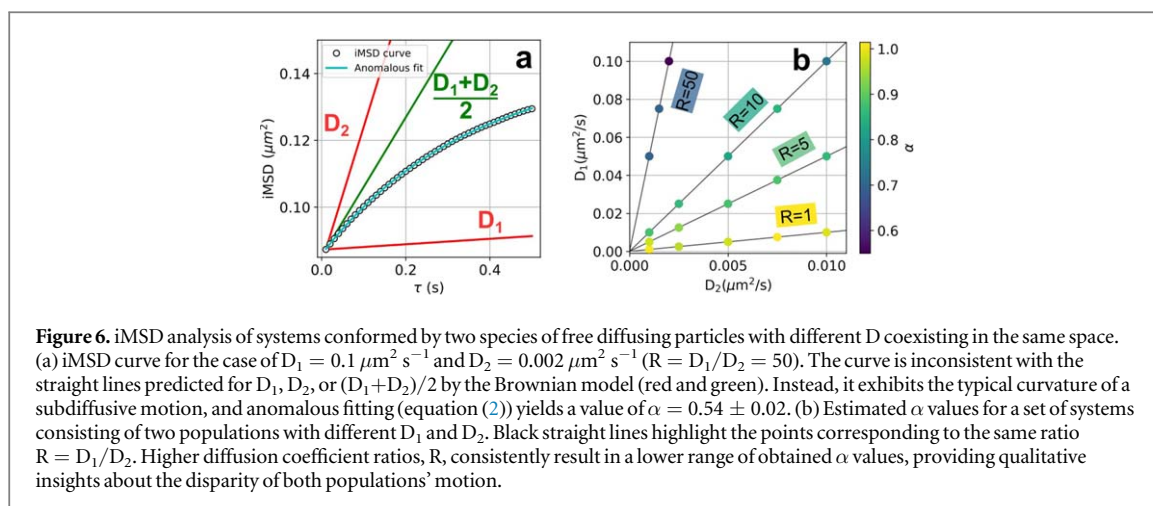 a
iMSD curve
Anomalous fit
D₂
D₁+D₂
2
D₁
iMSD (μm²)
0.14
0.12
0.10
0.0
0.2
0.4
τ (s)
b
R=50
R=10
R=5
R=1
D₁(μm²/s)
0.10
0.08
0.06
0.04
0.02
0.00
0.000
0.005
0.010
D₂(μm²/s)
1.0
0.9
0.8
0.7
0.6
α
Figure 6. iMSD analysis of systems conformed by two species of free diffusing particles with different D coexisting in the same space.
(a) iMSD curve for the case of D₁ = 0.1 μm² s⁻¹ and D₂ = 0.002 μm² s⁻¹ (R = D₁/D₂ = 50). The curve is inconsistent with the
straight lines predicted for D₁, D₂, or (D₁+D₂)/2 by the Brownian model (red and green). Instead, it exhibits the typical curvature of a
subdiffusive motion, and anomalous fitting (equation (2)) yields a value of α = 0.54 ± 0.02. (b) Estimated α values for a set of systems
consisting of two populations with different D₁ and D₂. Black straight lines highlight the points corresponding to the same ratio
R = D₁/D₂. Higher diffusion coefficient ratios, R, consistently result in a lower range of obtained α values, providing qualitative
insights about the disparity of both populations' motion.